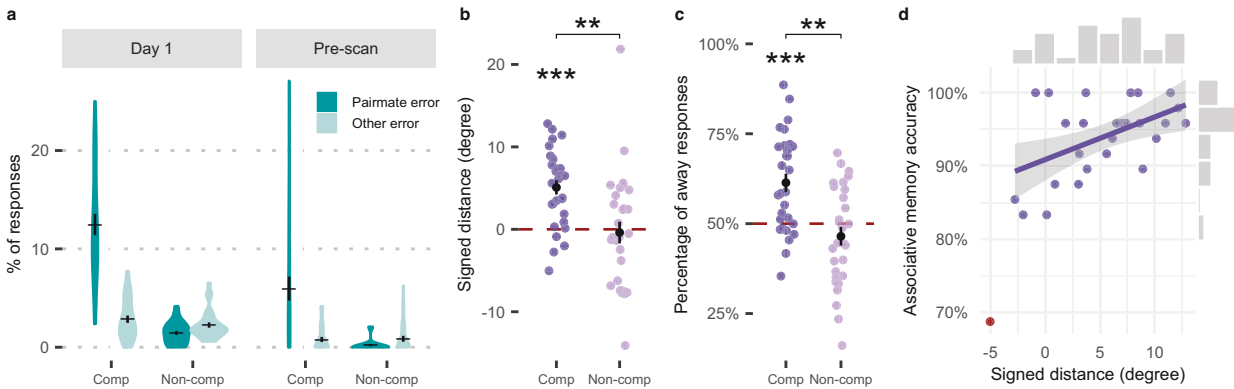 a
Day 1
Pre-scan
Pairmate error
Other error
% of responses
20
10
0
Comp
Non-comp
Comp
Non-comp
b
**
***
Signed distance (degree)
20
10
0
-10
Comp
Non-comp
c
**
***
Percentage of away responses
100%
75%
50%
25%
Comp
Non-comp
d
Associative memory accuracy
100%
90%
80%
70%
-5
0
5
10
Signed distance (degree)